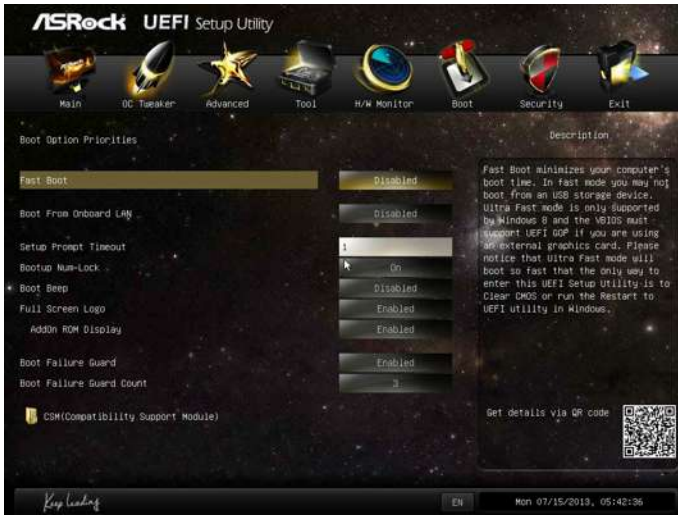 ASRock UEFI Setup Utility
Main OC Tweaker Advanced Tool H/W Monitor Boot Security Exit
Boot Option Priorities
Fast Boot Disabled
Boot From Onboard LAN Disabled
Setup Prompt Timeout 1
Bootup Num-Lock On
Boot Beep Disabled
Full Screen Logo Enabled
AddOn ROM Display Enabled
Boot Failure Guard Enabled
Boot Failure Guard Count 3
CSM(Compatibility Support Module)
Description
Fast Boot minimizes your computer's
boot time. In fast mode you may not
boot from an USB storage device.
Ultra Fast mode is only supported
by Windows 8 and the VBIOS must
support UEFI GOP if you are using
an external graphics card. Please
notice that Ultra Fast mode will
boot so fast that the only way to
enter this UEFI Setup Utility is to
Clear CMOS or run the Restart to
UEFI utility in Windows.
Get details via QR code
Keep Leading
EN
Mon 07/15/2013, 05:42:36